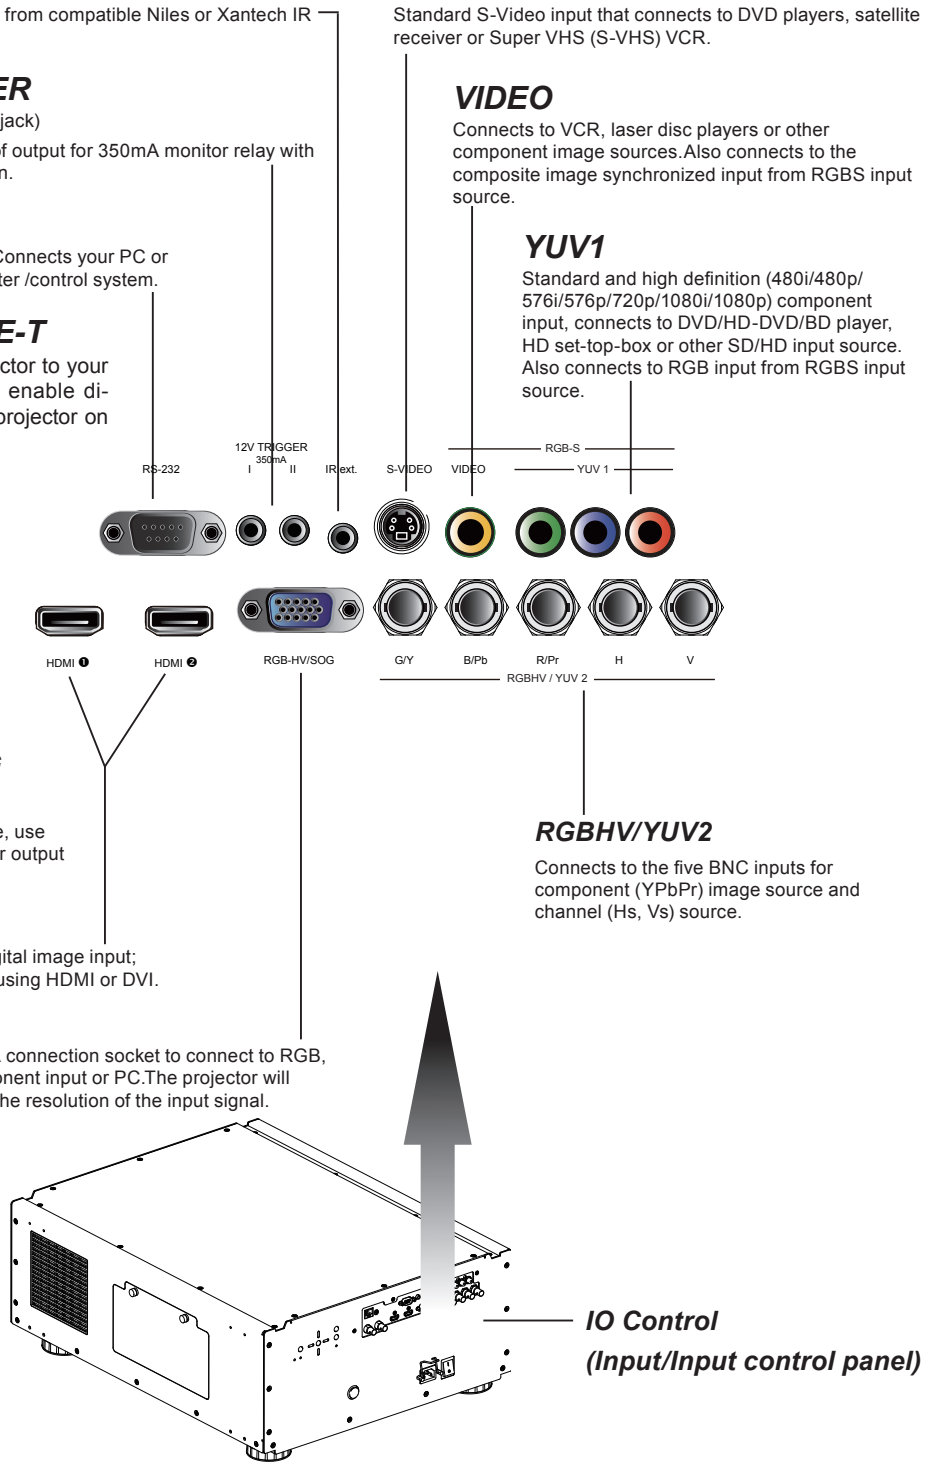 from compatible Niles or Xantech IR
Standard S-Video input that connects to DVD players, satellite
receiver or Super VHS (S-VHS) VCR.
ER
jack)
of output for 350mA monitor relay with
n.
VIDEO
Connects to VCR, laser disc players or other
component image sources.Also connects to the
composite image synchronized input from RGBS input
source.
Connects your PC or
ter /control system.
YUV1
Standard and high definition (480i/480p/
576i/576p/720p/1080i/1080p) component
input, connects to DVD/HD-DVD/BD player,
HD set-top-box or other SD/HD input source.
Also connects to RGB input from RGBS input
source.
E-T
ctor to your
enable di-
projector on
12V TRIGGER
350mA
RGB-S
RS-232
I
II
IR ext.
S-VIDEO
VIDEO
YUV 1
HDMI ❶
HDMI ❷
RGB-HV/SOG
G/Y
B/Pb
R/Pr
H
V
RGBHV / YUV 2
e, use
r output
RGBHV/YUV2
Connects to the five BNC inputs for
component (YPbPr) image source and
channel (Hs, Vs) source.
gital image input;
using HDMI or DVI.
connection socket to connect to RGB,
onent input or PC.The projector will
he resolution of the input signal.
IO Control
(Input/Input control panel)